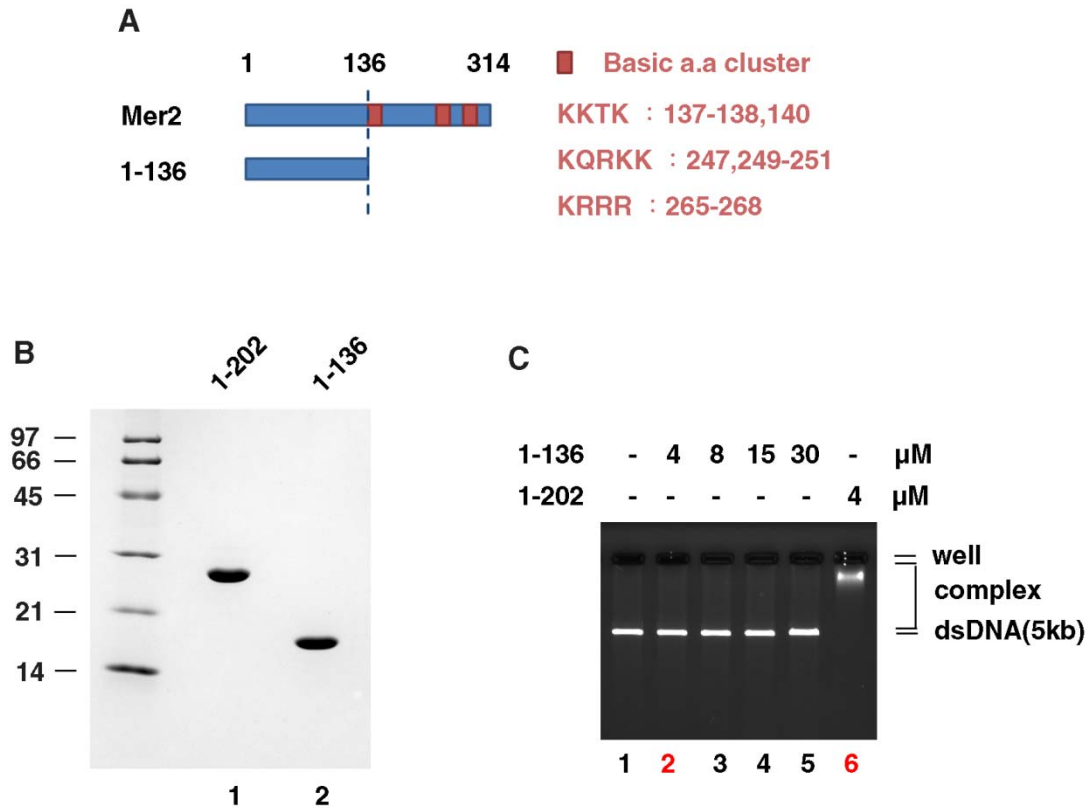 A
1 136 314
Basic a.a cluster
Mer2
KKTK : 137-138,140
1-136
KQRKK : 247,249-251
KRRR : 265-268
B
1-202 1-136
97
66
45
31
21
14
1 2
C
1-136 - 4 8 15 30 - μM
1-202 - - - - - 4 μM
well
complex
dsDNA(5kb)
1 2 3 4 5 6